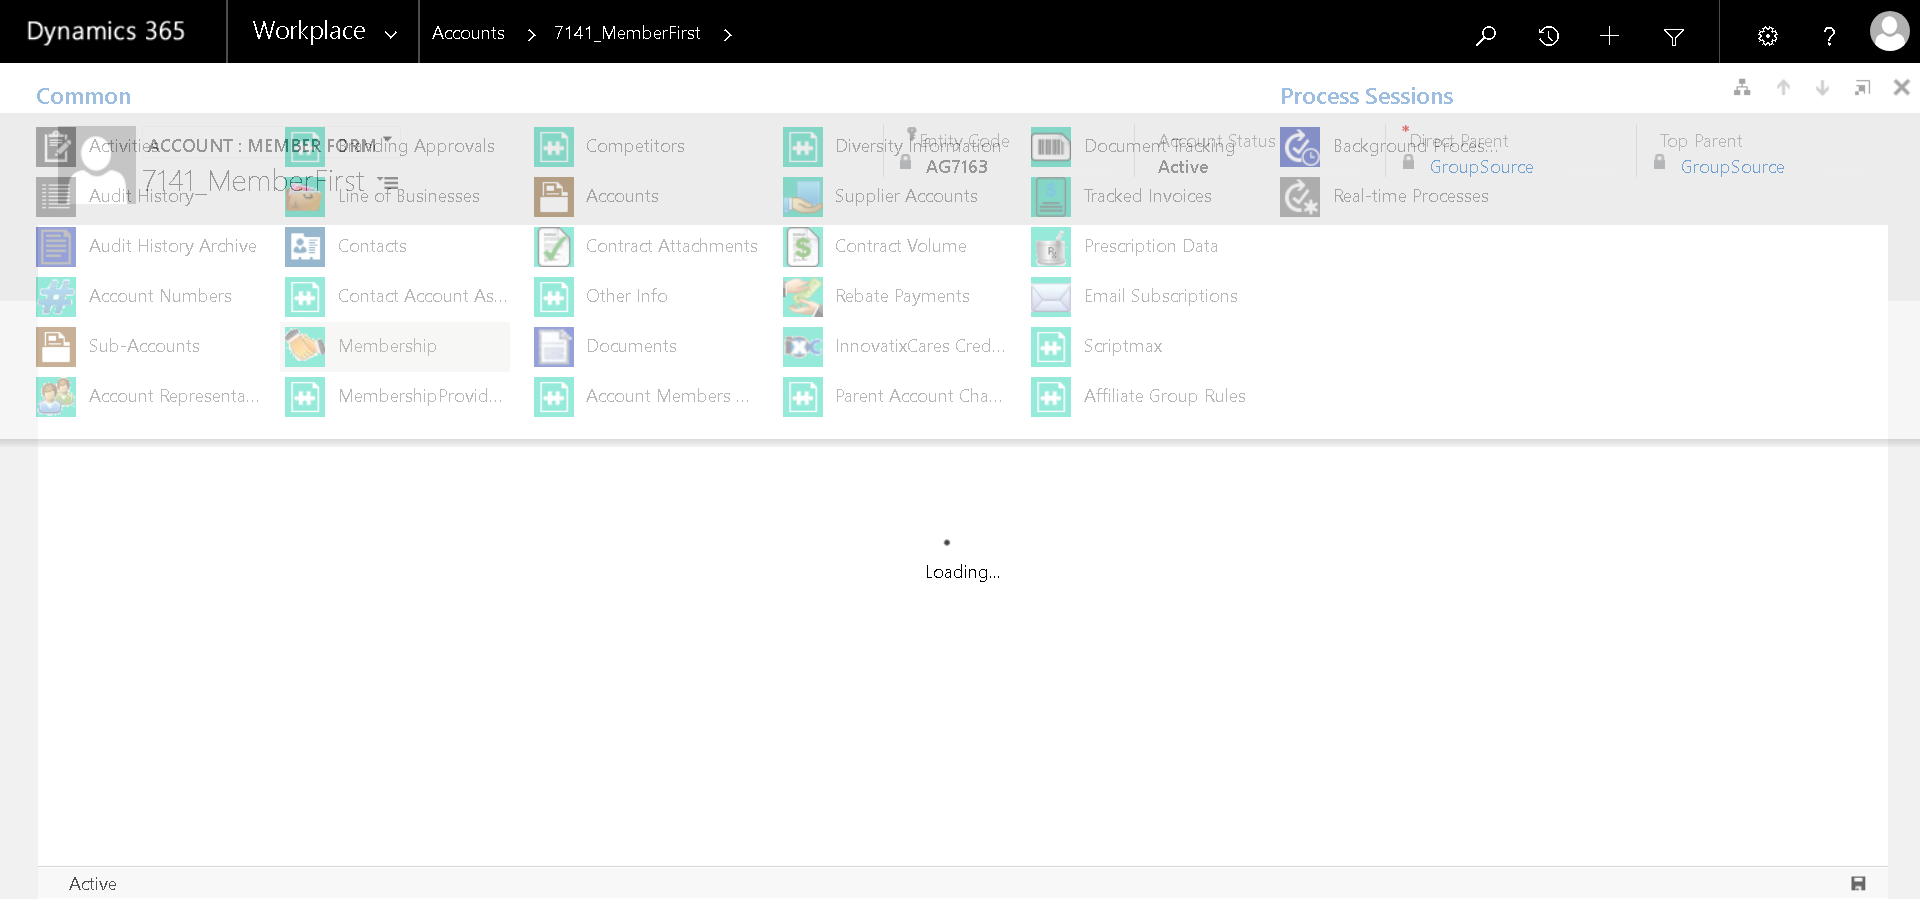 Dynamics 365
Workplace
Accounts
7141_MemberFirst
Common
Process Sessions
Activities
ACCOUNT : MEMBER FORM
Branding Approvals
Competitors
Diversity Information
Entity Code
AG7163
Document Tracking
Account Status
Active
Background Proces...
* Direct Parent
GroupSource
Top Parent
GroupSource
7141_MemberFirst
Audit History
Line of Businesses
Accounts
Supplier Accounts
Tracked Invoices
Real-time Processes
Audit History Archive
Contacts
Contract Attachments
Contract Volume
Prescription Data
Account Numbers
Contact Account As...
Other Info
Rebate Payments
Email Subscriptions
Sub-Accounts
Membership
Documents
InnovatixCares Cred...
Scriptmax
Account Representa...
MembershipProvid...
Account Members ...
Parent Account Cha...
Affiliate Group Rules
Loading...
Active